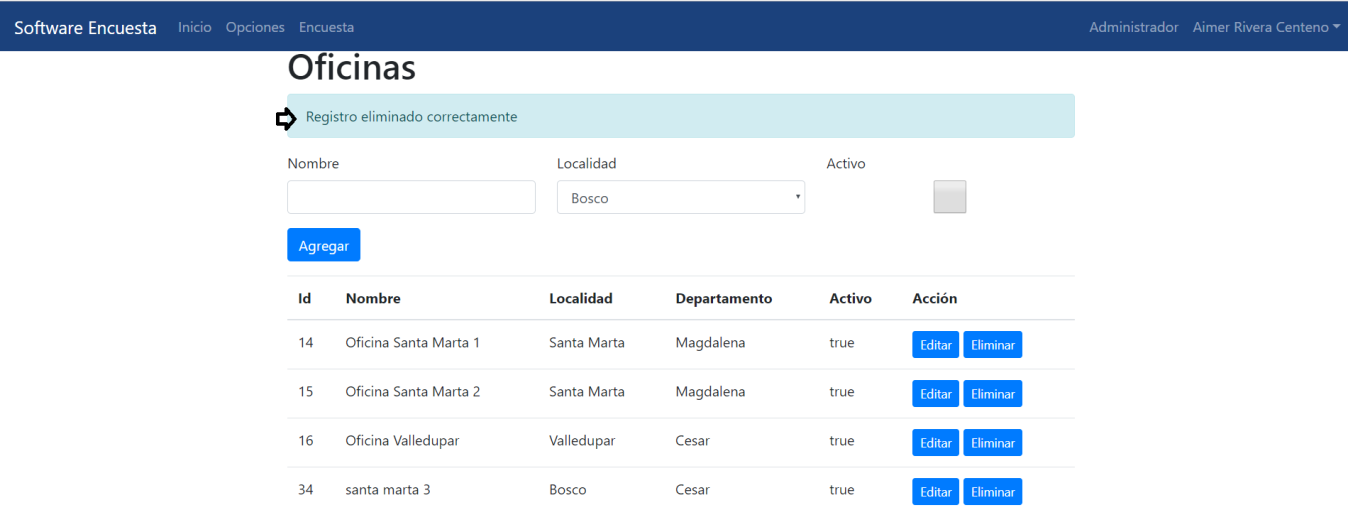 Software Encuesta Inicio Opciones Encuesta Administrador Aimer Rivera Centeno
Oficinas
Registro eliminado correctamente
Nombre Localidad Activo
Bosco
Agregar
Id Nombre Localidad Departamento Activo Acción
14 Oficina Santa Marta 1 Santa Marta Magdalena true Editar Eliminar
15 Oficina Santa Marta 2 Santa Marta Magdalena true Editar Eliminar
16 Oficina Valledupar Valledupar Cesar true Editar Eliminar
34 santa marta 3 Bosco Cesar true Editar Eliminar